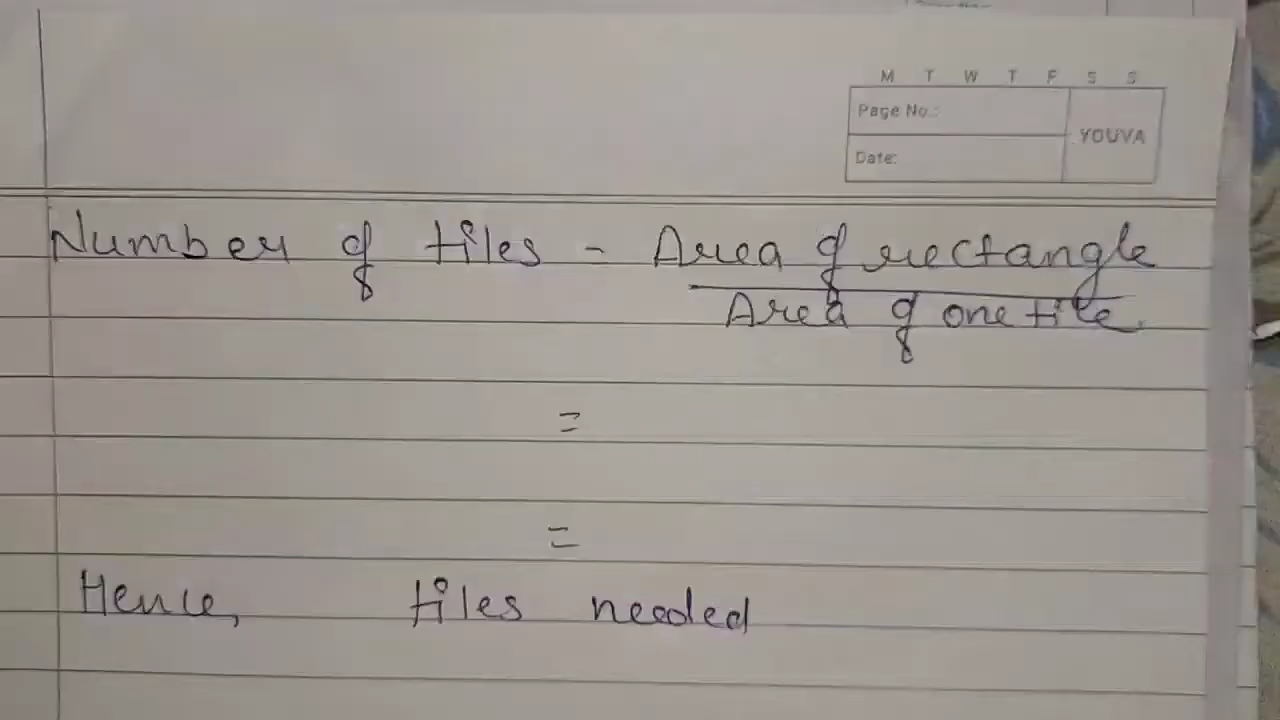 M T W T F S S
Page No.:
YOUVA
Date:
Number of tiles - Area of rectangle
Area of one tile
=
=
Hence, tiles needed